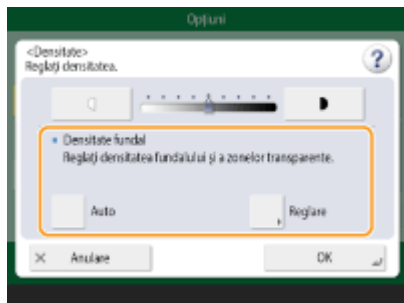 Opțiuni
<Densitate>
Reglați densitatea.
?
Densitate fundal
Reglați densitatea fundalului și a zonelor transparente.
Auto
Reglare
Anulare
OK